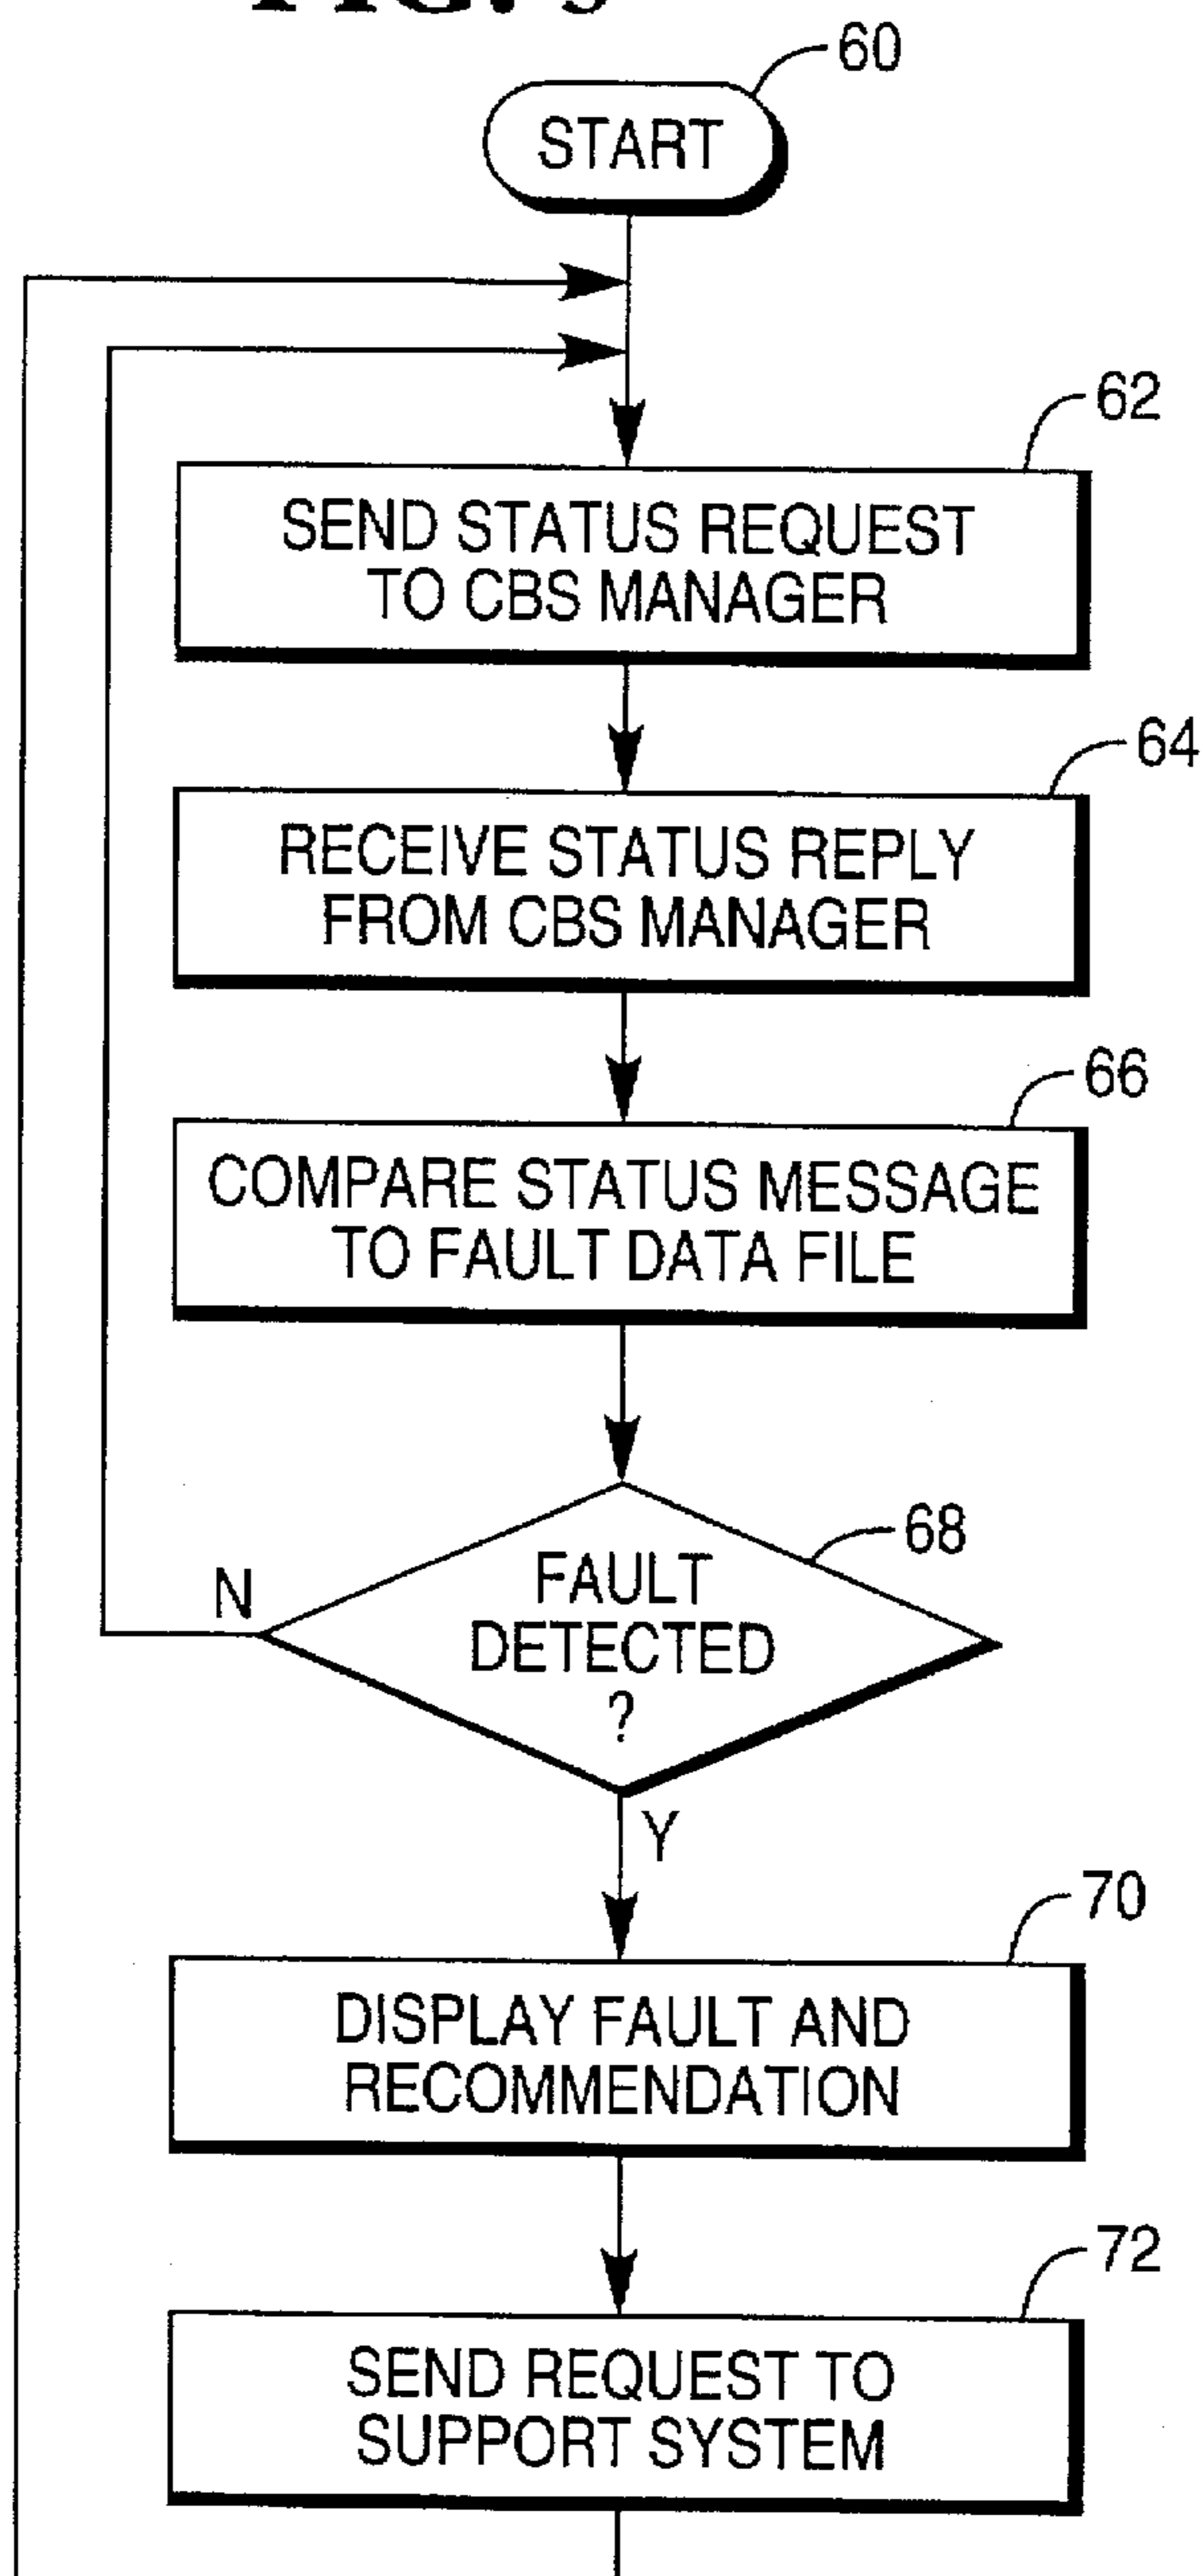 FIG.
60
START
62
SEND STATUS REQUEST
TO CBS MANAGER
64
RECEIVE STATUS REPLY
FROM CBS MANAGER
66
COMPARE STATUS MESSAGE
TO FAULT DATA FILE
68
N
FAULT
DETECTED
?
Y
70
DISPLAY FAULT AND
RECOMMENDATION
72
SEND REQUEST TO
SUPPORT SYSTEM